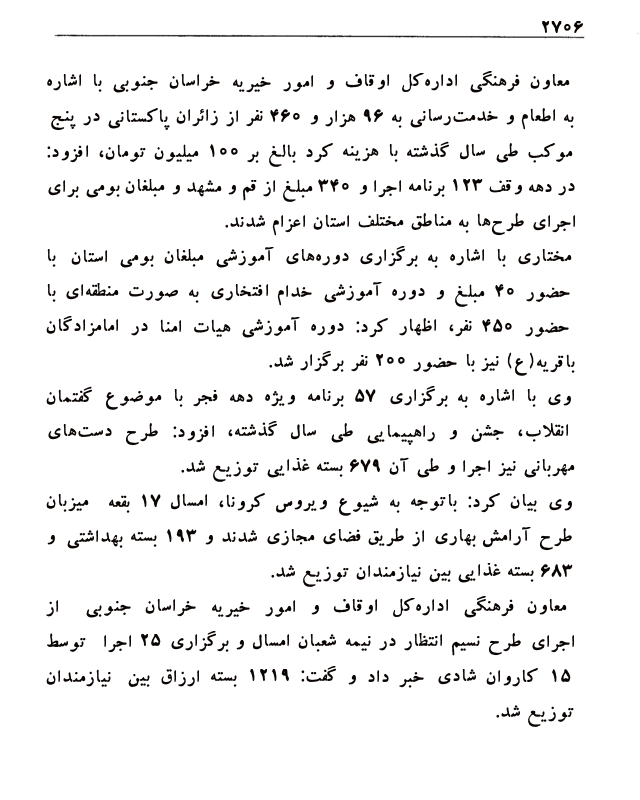 ۲۷۰۶
معاون فرهنگی اداره‌کل اوقاف و امور خیریه خراسان جنوبی با اشاره
به اطعام و خدمت‌رسانی به ۹۶ هزار و ۴۶۰ نفر از زائران پاکستانی در پنج
موکب طی سال گذشته با هزینه کرد بالغ بر ۱۰۰ میلیون تومان، افزود:
در دهه وقف ۱۲۳ برنامه اجرا و ۳۴۰ مبلغ از قم و مشهد و مبلغان بومی برای
اجرای طرح‌ها به مناطق مختلف استان اعزام شدند.
مختاری با اشاره به برگزاری دوره‌های آموزشی مبلغان بومی استان با
حضور ۴۰ مبلغ و دوره آموزشی خدام افتخاری به صورت منطقه‌ای با
حضور ۴۵۰ نفر، اظهار کرد: دوره آموزشی هیات امنا در امامزادگان
باقریه(ع) نیز با حضور ۲۰۰ نفر برگزار شد.
وی با اشاره به برگزاری ۵۷ برنامه ویژه دهه فجر با موضوع گفتمان
انقلاب، جشن و راهپیمایی طی سال گذشته، افزود: طرح دست‌های
مهربانی نیز اجرا و طی آن ۶۷۹ بسته غذایی توزیع شد.
وی بیان کرد: باتوجه به شیوع ویروس کرونا، امسال ۱۷ بقعه میزبان
طرح آرامش بهاری از طریق فضای مجازی شدند و ۱۹۳ بسته بهداشتی و
۶۸۳ بسته غذایی بین نیازمندان توزیع شد.
معاون فرهنگی اداره‌کل اوقاف و امور خیریه خراسان جنوبی از
اجرای طرح نسیم انتظار در نیمه شعبان امسال و برگزاری ۲۵ اجرا توسط
۱۵ کاروان شادی خبر داد و گفت: ۱۲۱۹ بسته ارزاق بین نیازمندان
توزیع شد.